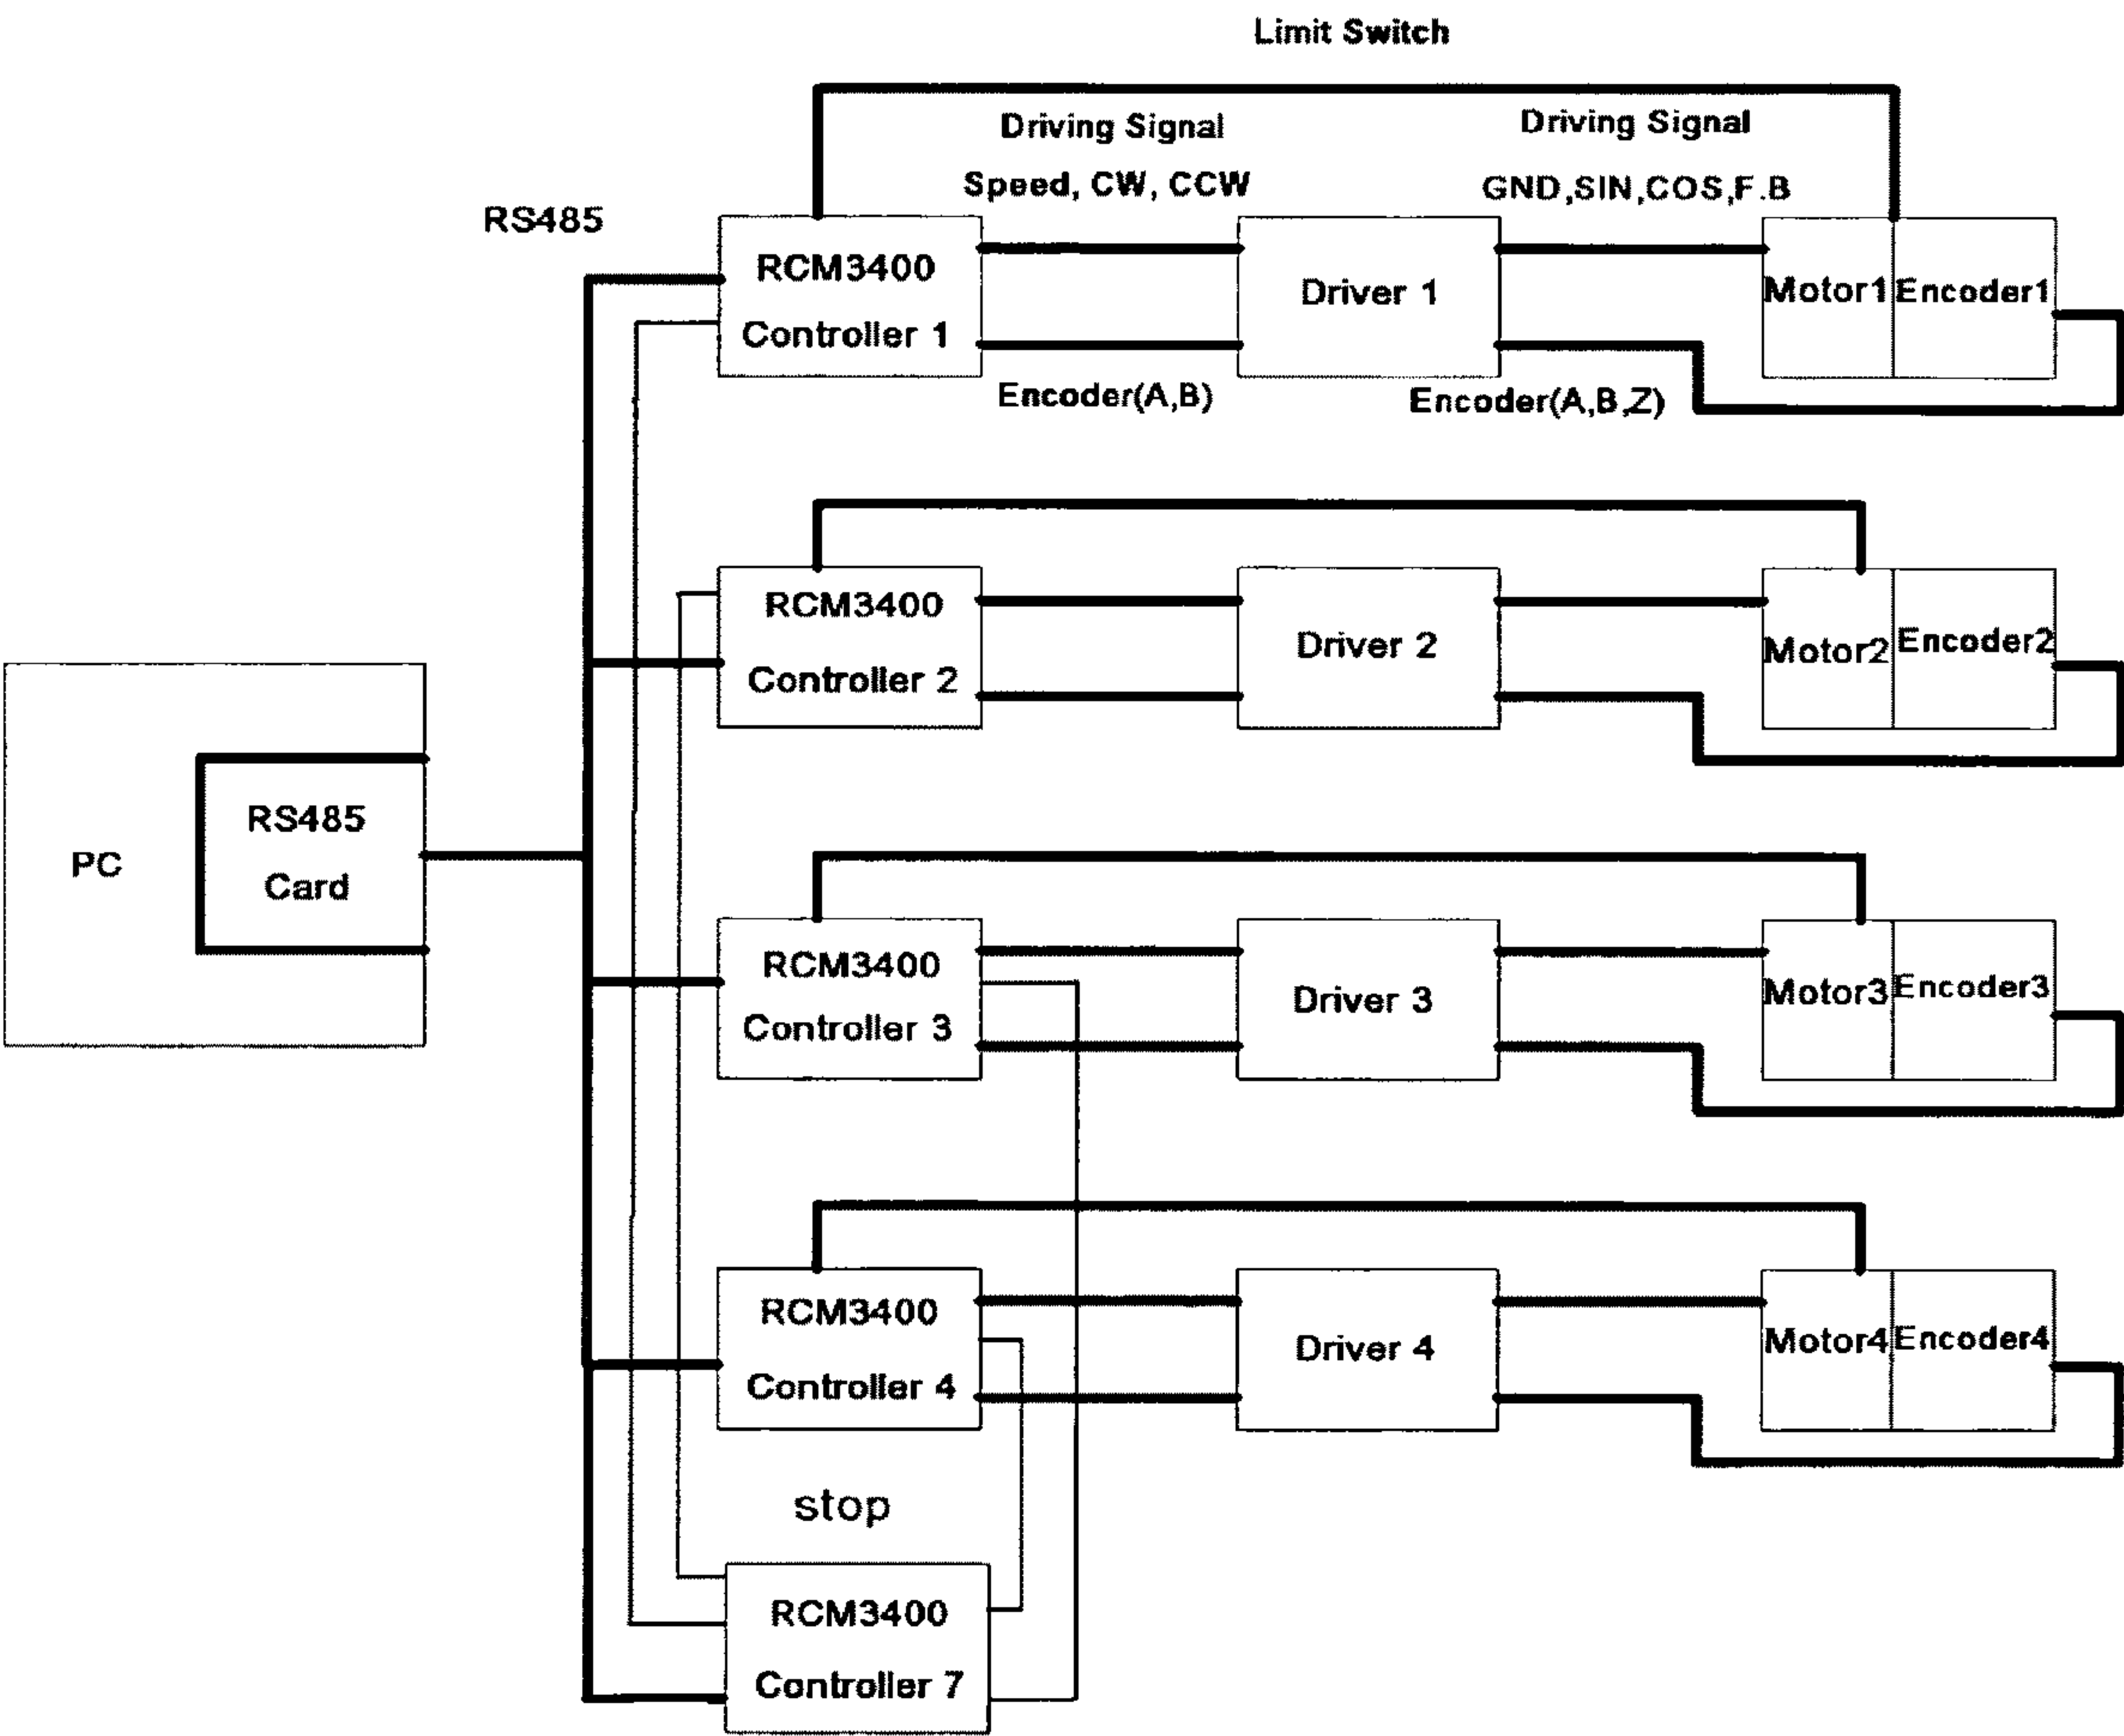 Limit Switch
Driving Signal
Driving Signal
Speed, CW, CCW
GND,SIN,COS,F.B
RS485
RCM3400
Controller 1
Driver 1
Motor1
Encoder1
Encoder(A,B)
Encoder(A,B,Z)
RCM3400
Controller 2
Driver 2
Motor2
Encoder2
PC
RS485
Card
RCM3400
Controller 3
Driver 3
Motor3
Encoder3
RCM3400
Controller 4
Driver 4
Motor4
Encoder4
stop
RCM3400
Controller 7